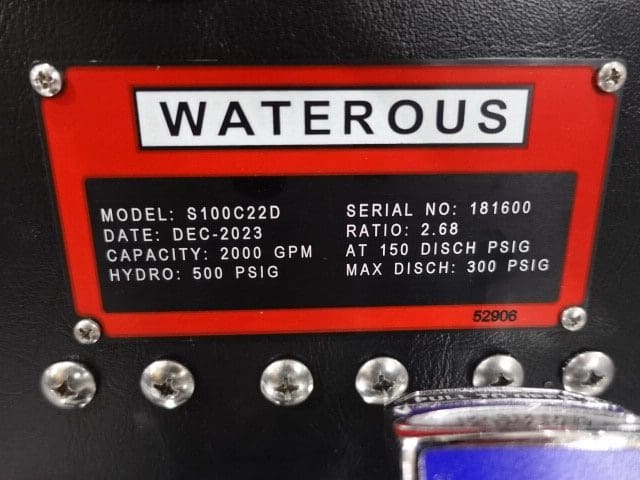 WATEROUS
MODEL: S100C22D
DATE: DEC-2023
CAPACITY: 2000 GPM
HYDRO: 500 PSIG
SERIAL NO: 181600
RATIO: 2.68
AT 150 DISCH PSIG
MAX DISCH: 300 PSIG
52906